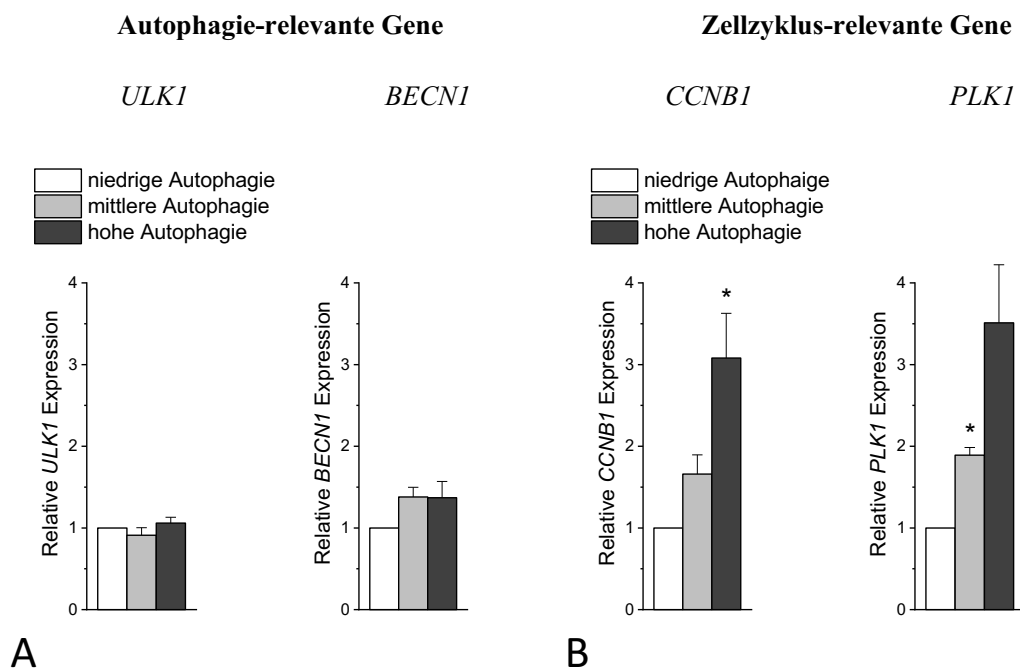 Autophagie-relevante Gene
Zellzyklus-relevante Gene
ULK1
BECN1
CCNB1
PLK1
niedrige Autophagie
mittlere Autophagie
hohe Autophagie
niedrige Autophaige
mittlere Autophagie
hohe Autophagie
Relative ULK1 Expression
4
3
2
1
0
Relative BECN1 Expression
4
3
2
1
0
Relative CCNB1 Expression
4
3
2
1
0
*
Relative PLK1 Expression
4
3
2
1
0
*
A
B